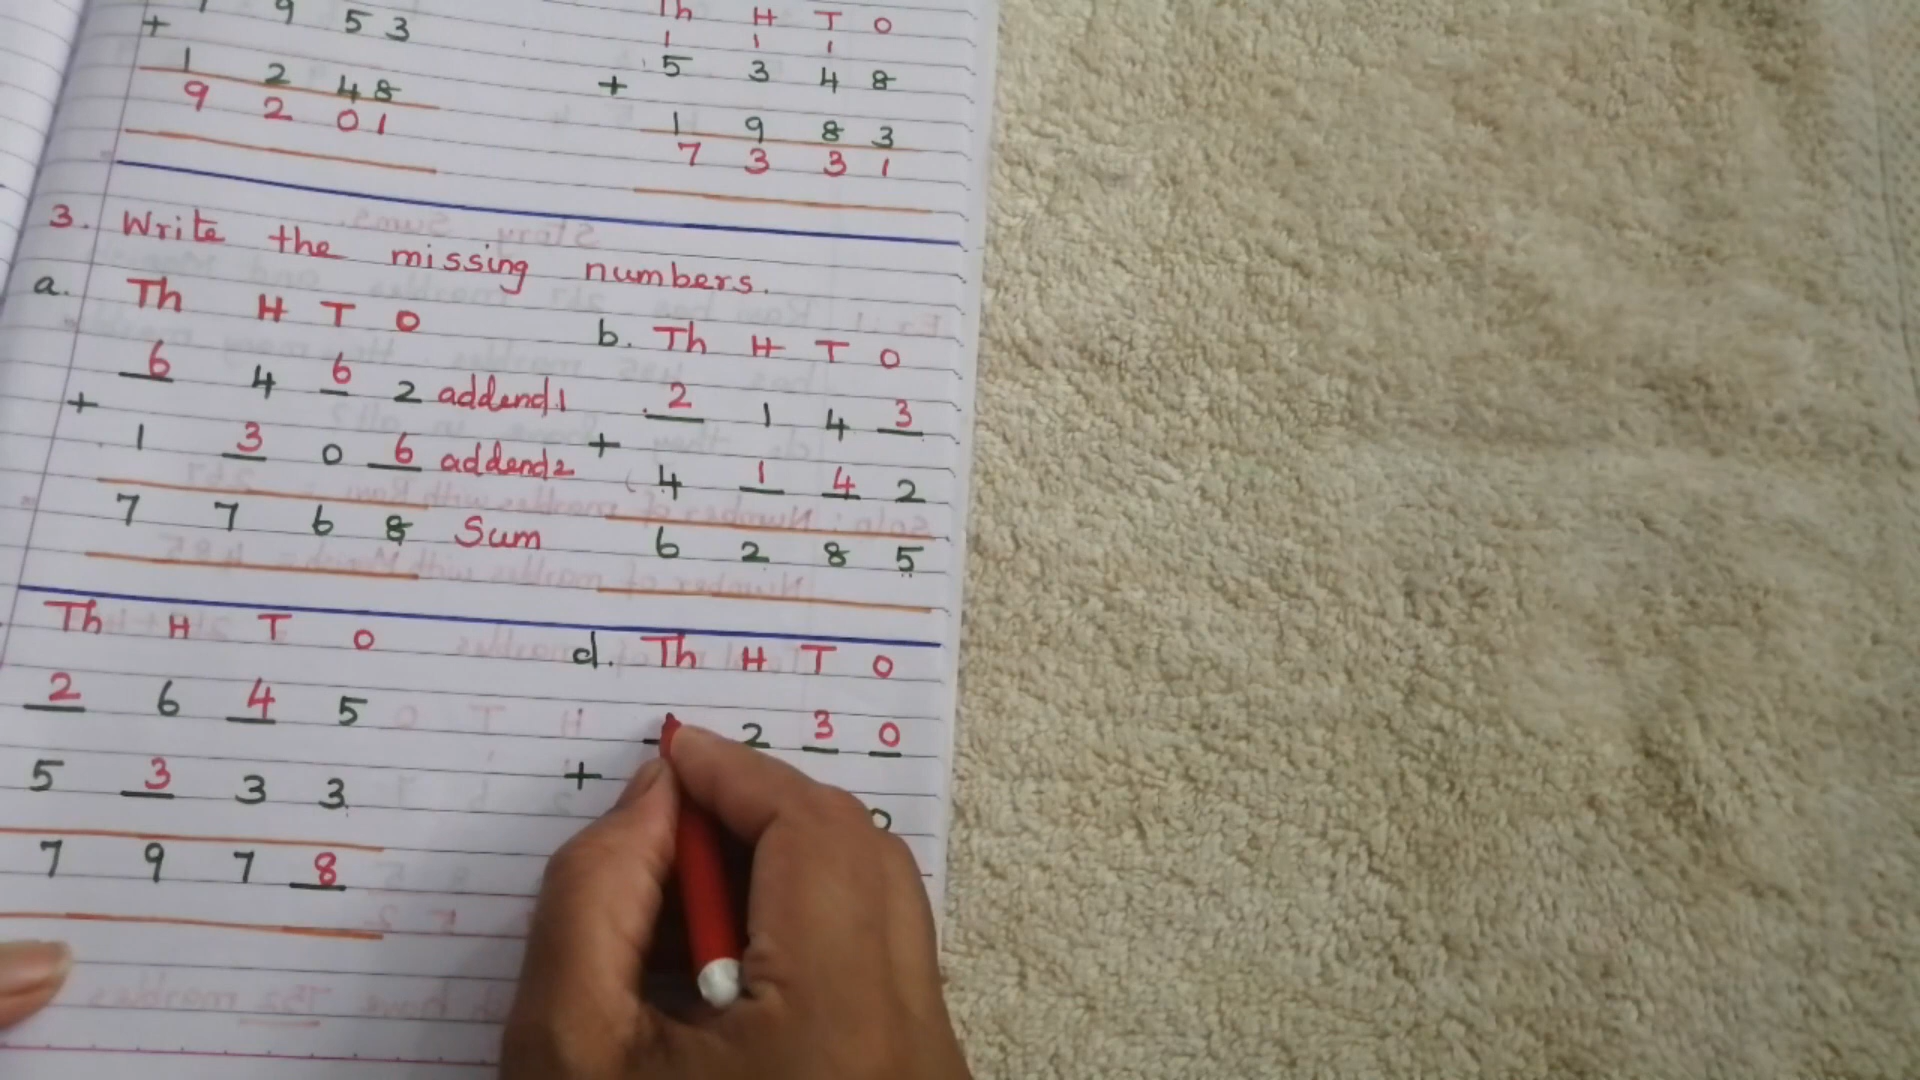 9 5 3
Th H T O
1 1 1
+
5 3 4 8
+
1 2 4 8
1 9 8 3
9 2 0 1
7 3 3 1
3. Write the missing numbers.
a. Th H T O
b. Th H T O
6 4 6 2 addend1
2 1 4 3
+
1 3 0 6 addend2
+
4 1 4 2
7 7 6 8 Sum
6 2 8 5
Th H T O
d. Th H T O
2 6 4 5
2 3 0
5 3 3 3
+
0
7 9 7 8